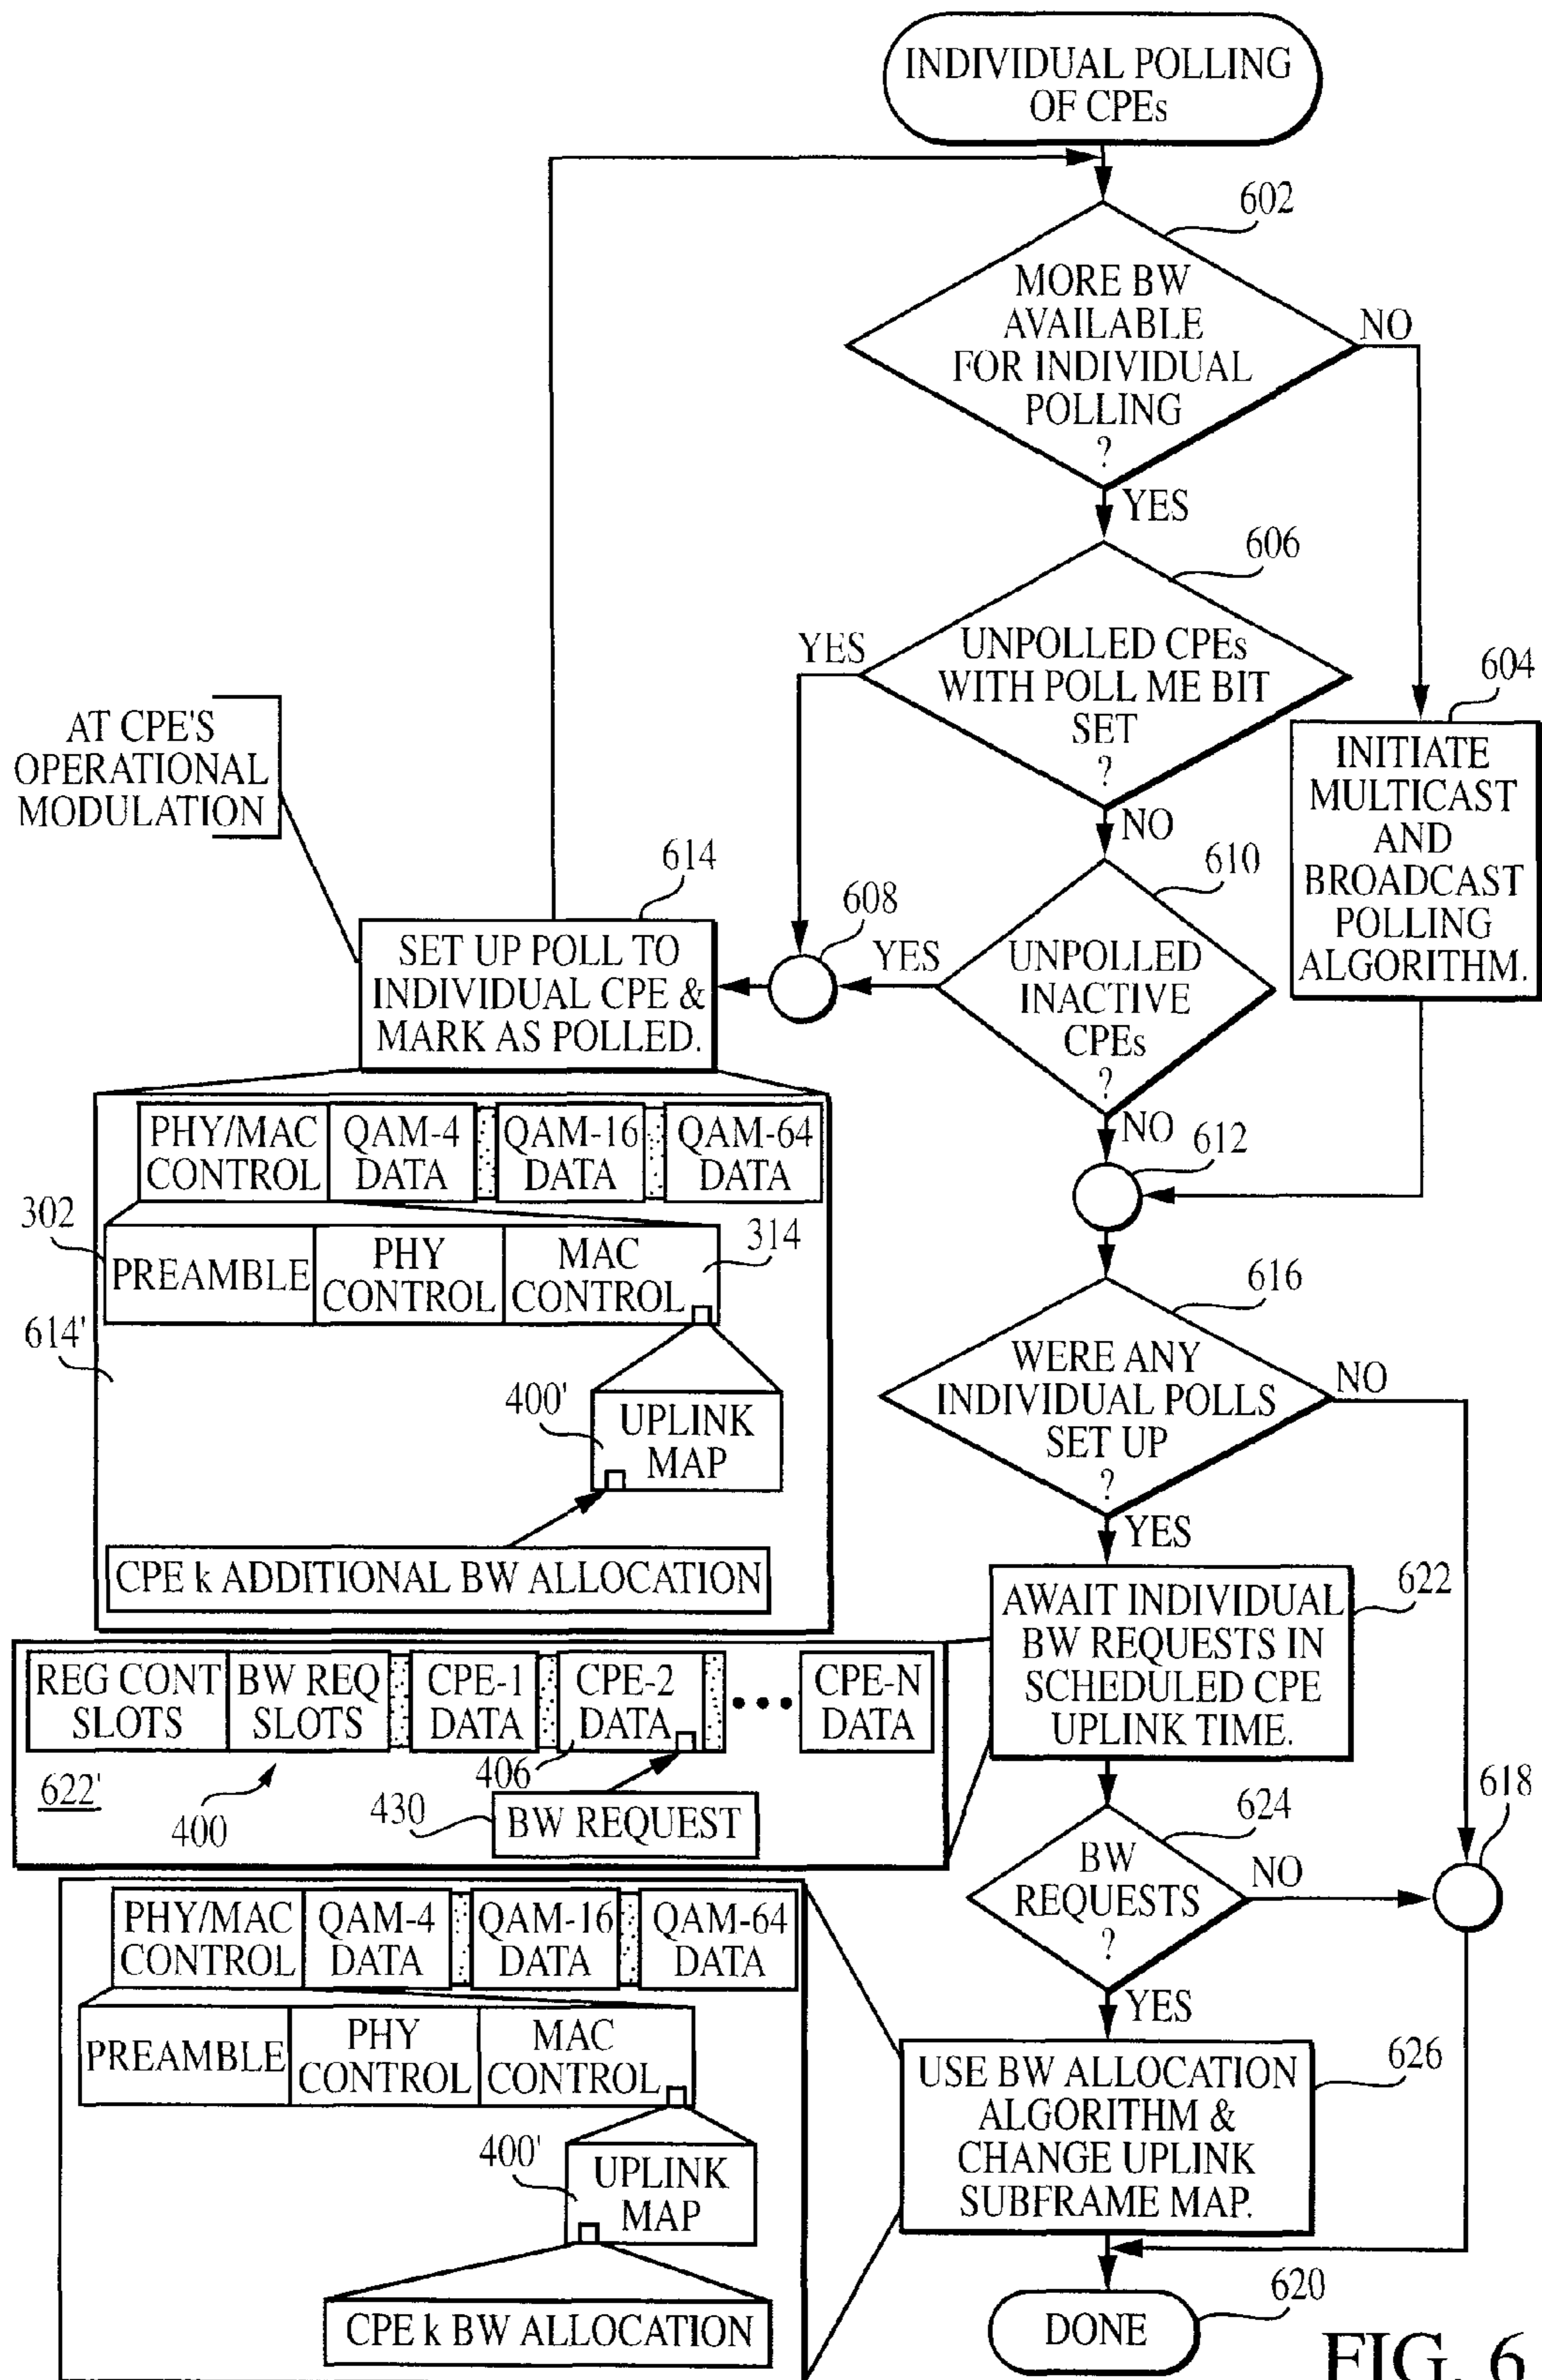 INDIVIDUAL POLLING
OF CPEs
602
MORE BW
AVAILABLE
FOR INDIVIDUAL
POLLING
?
NO
YES
606
UNPOLLED CPEs
WITH POLL ME BIT
SET
?
YES
NO
604
INITIATE
MULTICAST
AND
BROADCAST
POLLING
ALGORITHM.
AT CPE'S
OPERATIONAL
MODULATION
614
SET UP POLL TO
INDIVIDUAL CPE &
MARK AS POLLED.
608
YES
610
UNPOLLED
INACTIVE
CPEs
?
NO
612
PHY/MAC
CONTROL
QAM-4
DATA
QAM-16
DATA
QAM-64
DATA
302
PREAMBLE
PHY
CONTROL
MAC
CONTROL
314
614'
400'
UPLINK
MAP
CPE k ADDITIONAL BW ALLOCATION
616
WERE ANY
INDIVIDUAL POLLS
SET UP
?
NO
YES
622
AWAIT INDIVIDUAL
BW REQUESTS IN
SCHEDULED CPE
UPLINK TIME.
REG CONT
SLOTS
BW REQ
SLOTS
CPE-1
DATA
CPE-2
DATA
CPE-N
DATA
622'
400
406
430
BW REQUEST
624
BW
REQUESTS
?
NO
618
YES
PHY/MAC
CONTROL
QAM-4
DATA
QAM-16
DATA
QAM-64
DATA
PREAMBLE
PHY
CONTROL
MAC
CONTROL
400'
UPLINK
MAP
CPE k BW ALLOCATION
626
USE BW ALLOCATION
ALGORITHM &
CHANGE UPLINK
SUBFRAME MAP.
620
DONE
FIG. 6